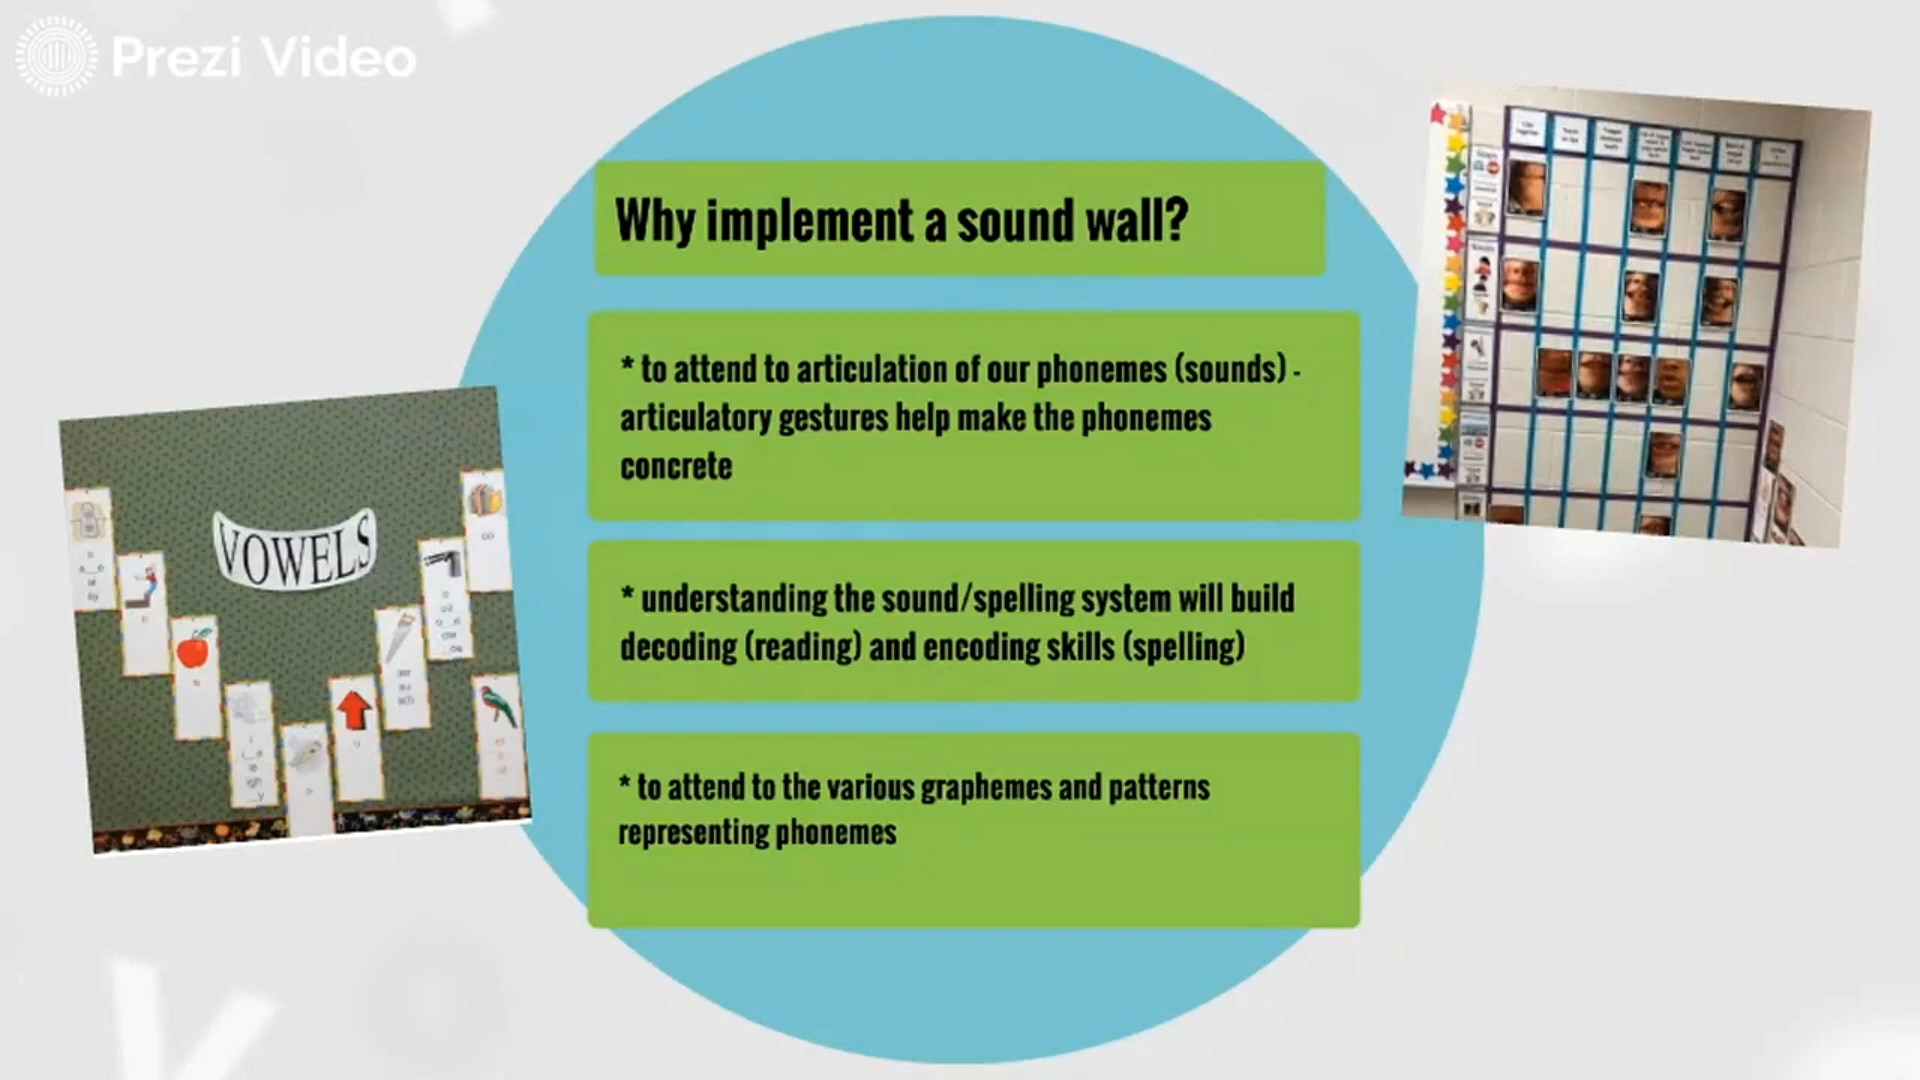 Prezi Video
Why implement a sound wall?
* to attend to articulation of our phonemes (sounds) -
articulatory gestures help make the phonemes
concrete
* understanding the sound/spelling system will build
decoding (reading) and encoding skills (spelling)
* to attend to the various graphemes and patterns
representing phonemes
VOWELS